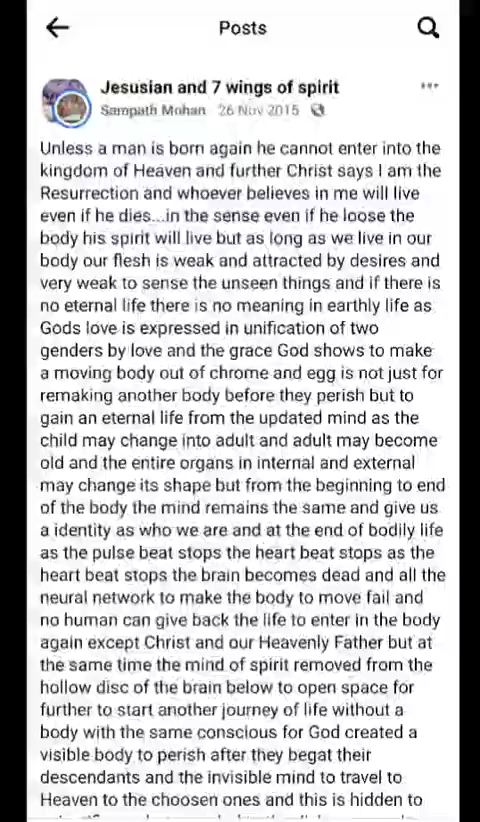 Posts
Jesusian and 7 wings of spirit
Sampath Mohan 26 Nov 2015
Unless a man is born again he cannot enter into the
kingdom of Heaven and further Christ says I am the
Resurrection and whoever believes in me will live
even if he dies...in the sense even if he loose the
body his spirit will live but as long as we live in our
body our flesh is weak and attracted by desires and
very weak to sense the unseen things and if there is
no eternal life there is no meaning in earthly life as
Gods love is expressed in unification of two
genders by love and the grace God shows to make
a moving body out of chrome and egg is not just for
remaking another body before they perish but to
gain an eternal life from the updated mind as the
child may change into adult and adult may become
old and the entire organs in internal and external
may change its shape but from the beginning to end
of the body the mind remains the same and give us
a identity as who we are and at the end of bodily life
as the pulse beat stops the heart beat stops as the
heart beat stops the brain becomes dead and all the
neural network to make the body to move fail and
no human can give back the life to enter in the body
again except Christ and our Heavenly Father but at
the same time the mind of spirit removed from the
hollow disc of the brain below to open space for
further to start another journey of life without a
body with the same conscious for God created a
visible body to perish after they begat their
descendants and the invisible mind to travel to
Heaven to the choosen ones and this is hidden to